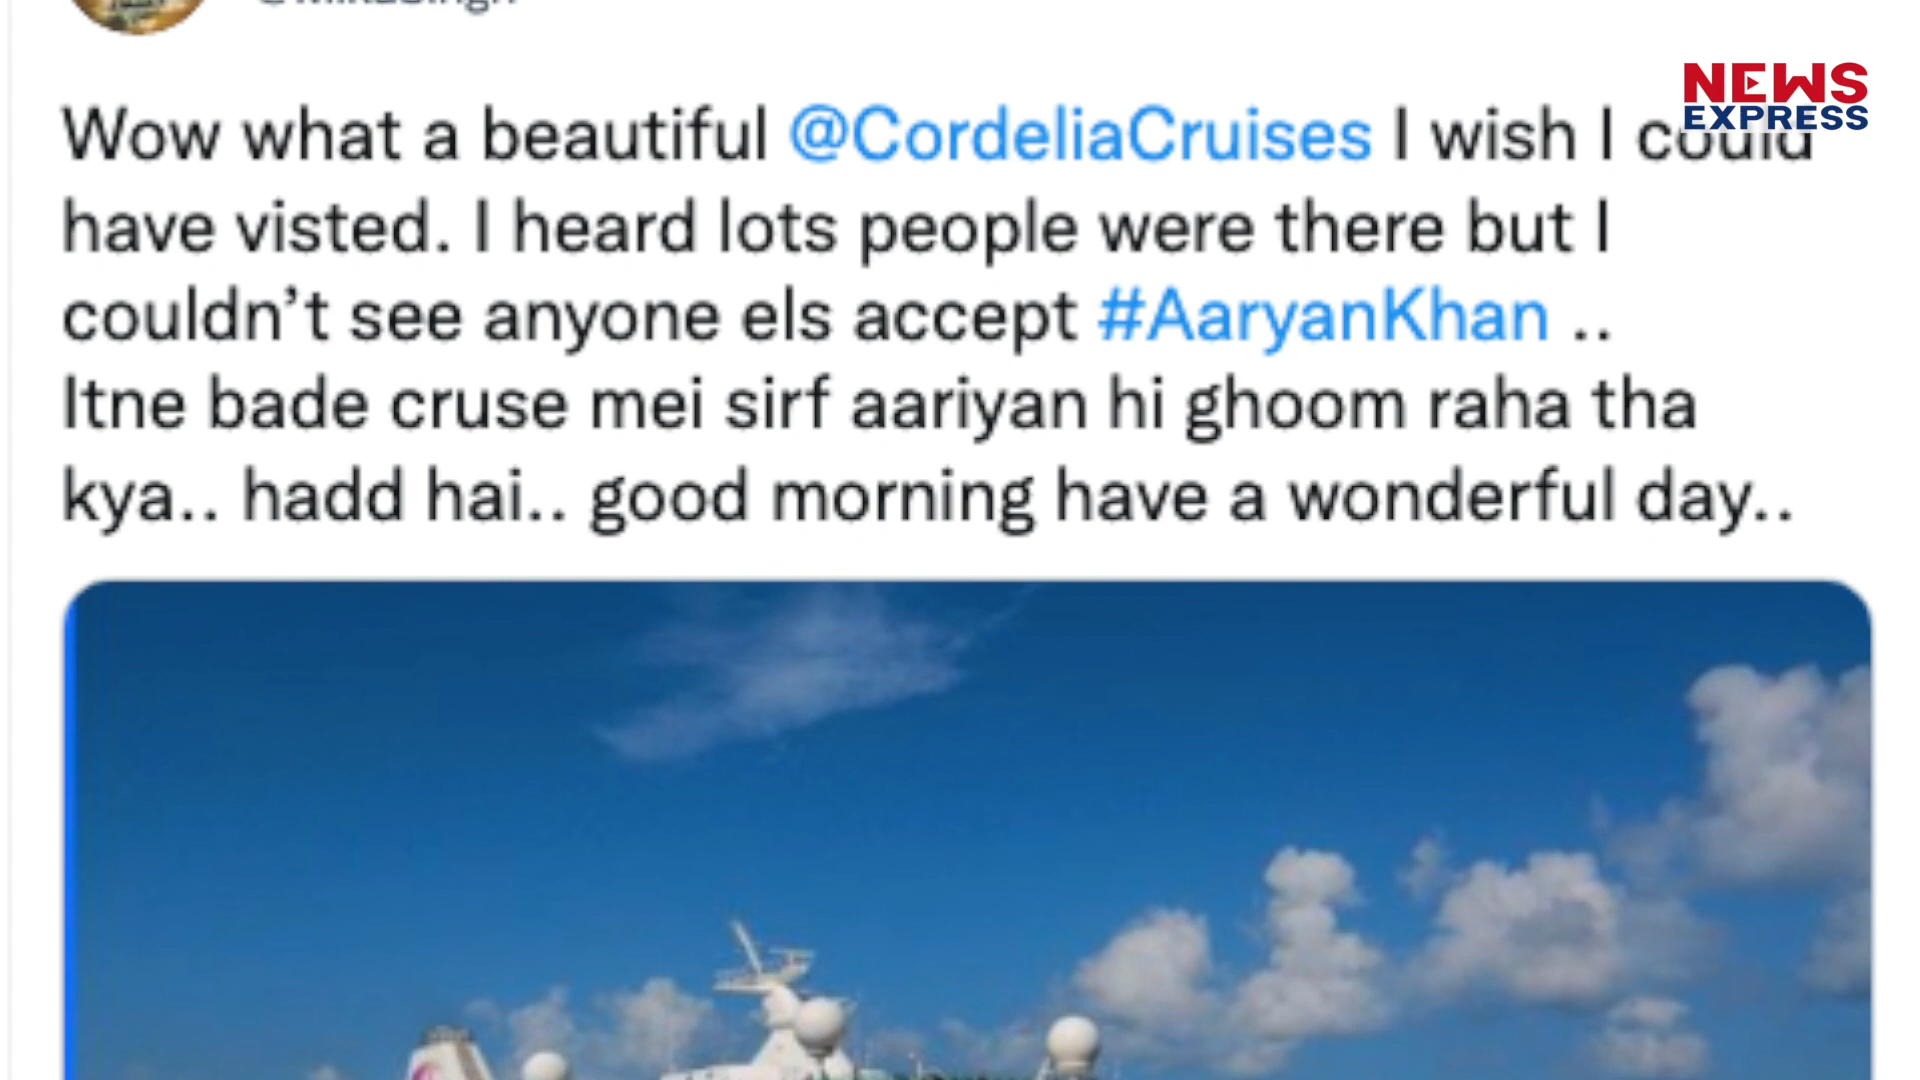 @MikaSingh
NEWS
EXPRESS
Wow what a beautiful @CordeliaCruises I wish I could
have visted. I heard lots people were there but I
couldn’t see anyone els accept #AaryanKhan ..
Itne bade cruse mei sirf aariyan hi ghoom raha tha
kya.. hadd hai.. good morning have a wonderful day..